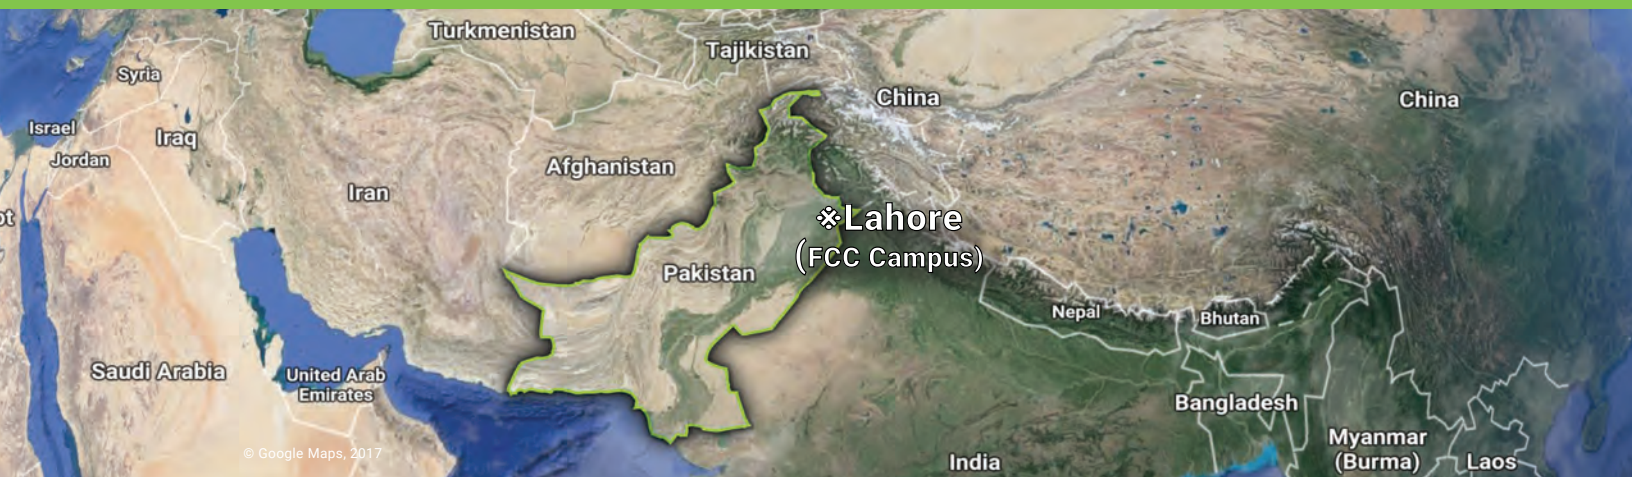 Turkmenistan
Tajikistan
Syria
China
China
Israel
Iraq
Jordan
Afghanistan
Iran
※Lahore
(FCC Campus)
Pakistan
Nepal
Bhutan
Saudi Arabia
United Arab
Emirates
Bangladesh
Myanmar
(Burma)
India
Laos
© Google Maps, 2017